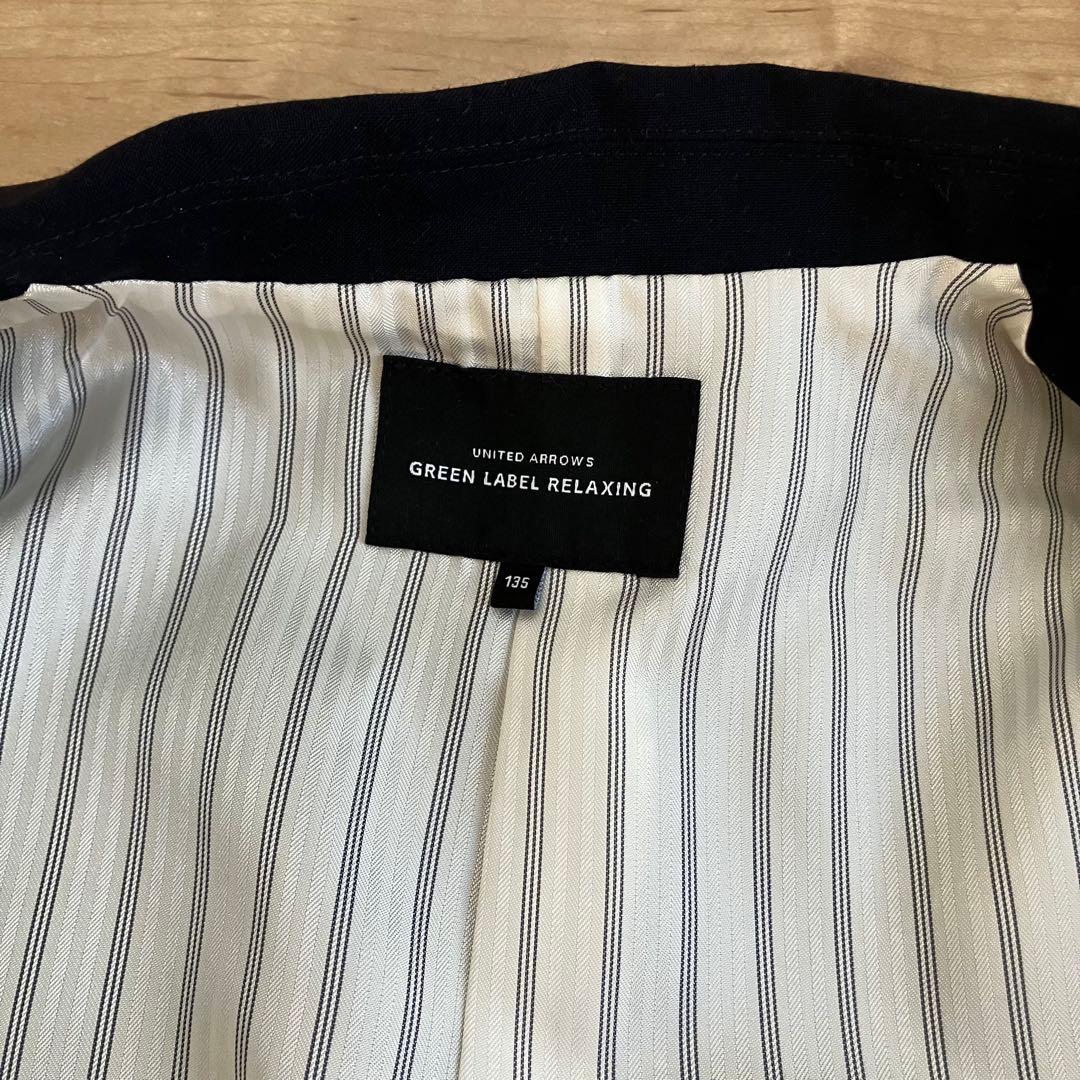 UNITED ARROWS
GREEN LABEL RELAXING
135